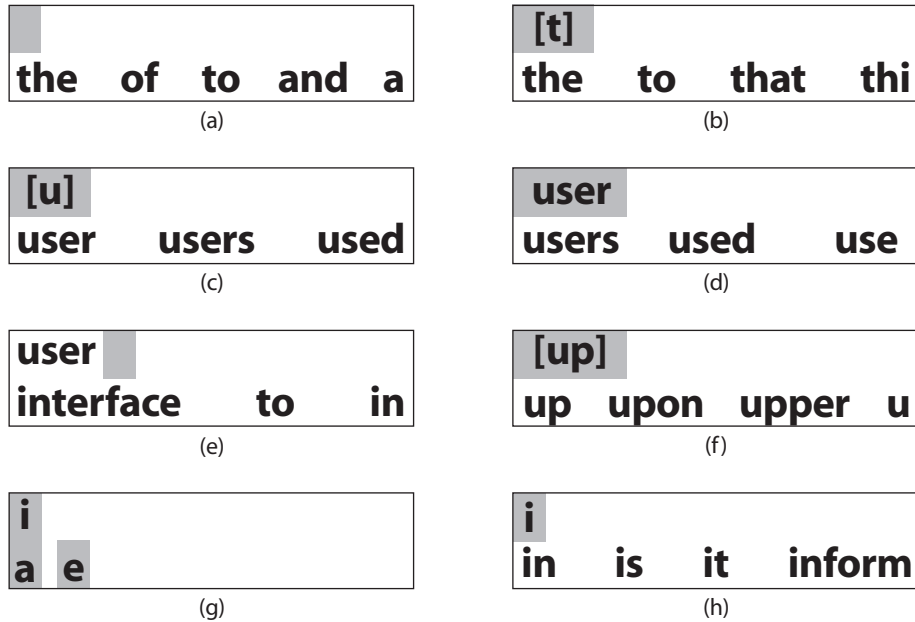 the of to and a
(a)
[t]
the to that thi
(b)
[u]
user users used
(c)
user
users used use
(d)
user
interface to in
(e)
[up]
up upon upper u
(f)
i
a e
(g)
i
in is it inform
(h)